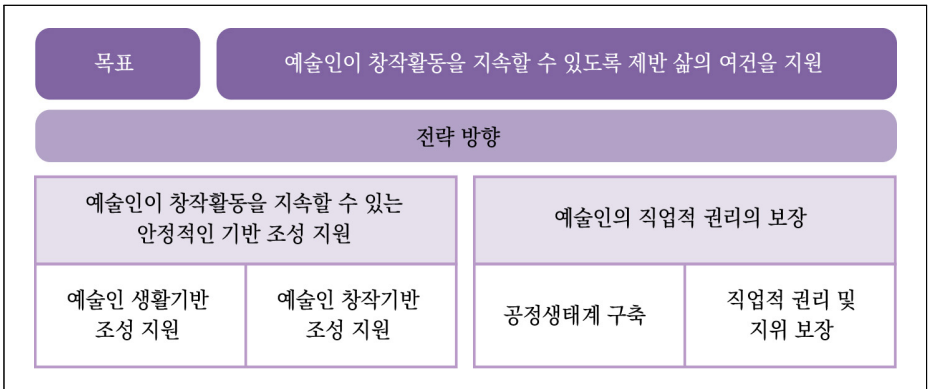 목표
예술인이 창작활동을 지속할 수 있도록 제반 삶의 여건을 지원
전략 방향
예술인이 창작활동을 지속할 수 있는
안정적인 기반 조성 지원
예술인의 직업적 권리의 보장
예술인 생활기반
조성 지원
예술인 창작기반
조성 지원
공정생태계 구축
직업적 권리 및
지위 보장